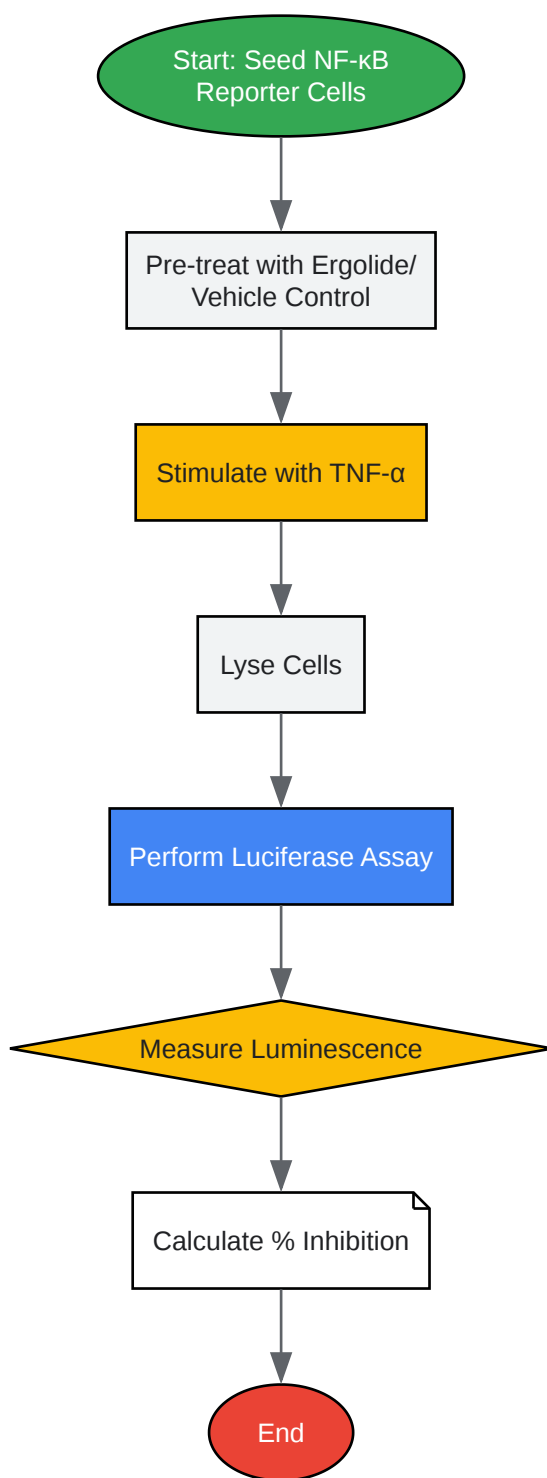 Start: Seed NF-κB
Reporter Cells
Pre-treat with Ergolide/
Vehicle Control
Stimulate with TNF-α
Lyse Cells
Perform Luciferase Assay
Measure Luminescence
Calculate % Inhibition
End